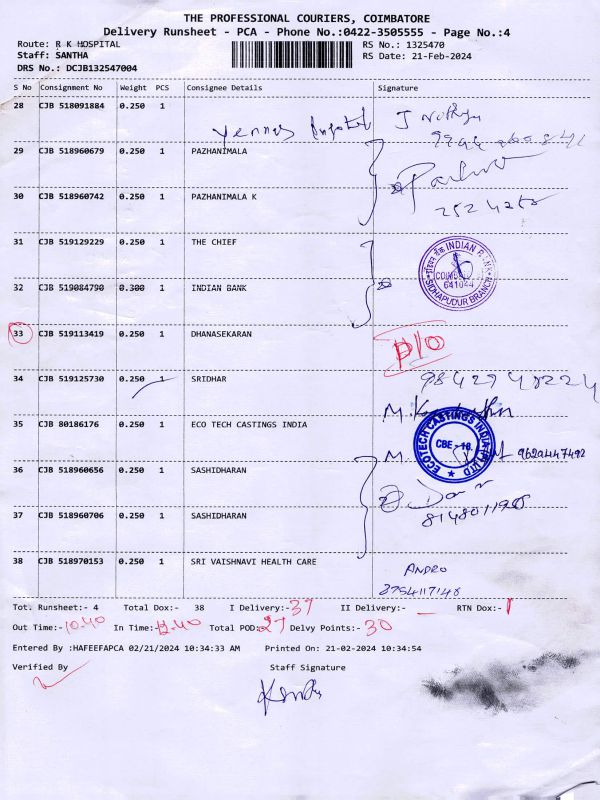 THE PROFESSIONAL COURIERS, COIMBATORE
Delivery Runsheet - PCA - Phone No.:0422-3505555 - Page No.:4
Route: R K HOSPITAL RS No.: 1325470
Staff: SANTHA RS Date: 21-Feb-2024
DRS No.: DCJB132547004
S No Consignment No Weight PCS Consignee Details Signature
28 CJB 518091884 0.250 1
29 CJB 518960679 0.250 1 PAZHANIMALA
30 CJB 518960742 0.250 1 PAZHANIMALA K
31 CJB 519129229 0.250 1 THE CHIEF
INDIAN BANK
641044
SIDHAPUDUR BRANCH
32 CJB 519084790 0.300 1 INDIAN BANK
33 CJB 519113419 0.250 1 DHANASEKARAN
34 CJB 519125730 0.250 1 SRIDHAR
35 CJB 80186176 0.250 1 ECO TECH CASTINGS INDIA
ECOTECH CASTINGS INDIA (P) LTD
CBE - 18.
9620447492
36 CJB 518960656 0.250 1 SASHIDHARAN
37 CJB 518960706 0.250 1 SASHIDHARAN
38 CJB 518970153 0.250 1 SRI VAISHNAVI HEALTH CARE
ANDRO
8754117148
Tot. Runsheet:- 4 Total Dox:- 38 I Delivery:- 37 II Delivery:- - RTN Dox:- 1
Out Time:- 10.40 In Time:- 12.40 Total POD: 27 Delvy Points:- 30
Entered By :HAFEEFAPCA 02/21/2024 10:34:33 AM Printed On: 21-02-2024 10:34:54
Verified By Staff Signature